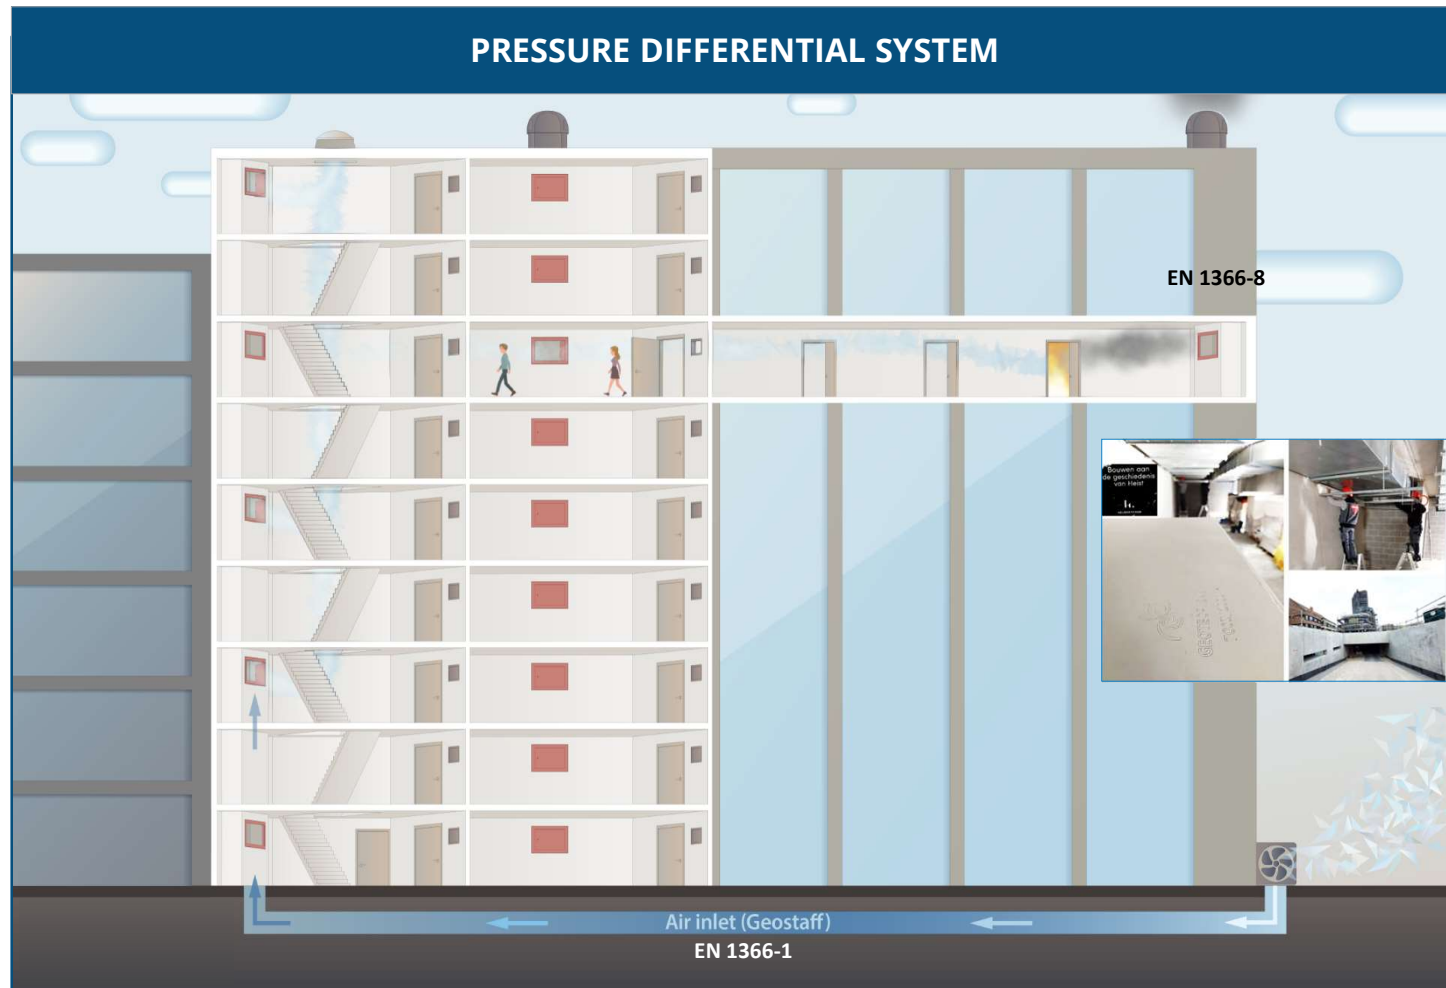 PRESSURE DIFFERENTIAL SYSTEM
EN 1366-8
Bouwen aan
de geschiedenis
van Heist
Air inlet (Geostaff)
EN 1366-1